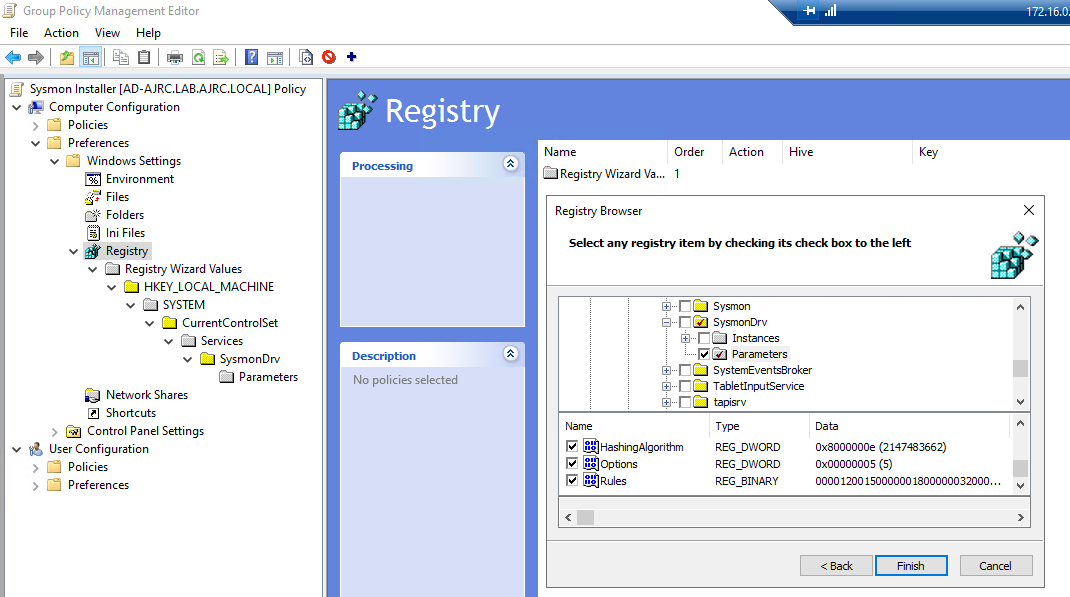 Group Policy Management Editor
172.16.0.
File Action View Help
Sysmon Installer [AD-AJRC.LAB.AJRC.LOCAL] Policy
Computer Configuration
Policies
Preferences
Windows Settings
Environment
Files
Folders
Ini Files
Registry
Registry Wizard Values
HKEY_LOCAL_MACHINE
SYSTEM
CurrentControlSet
Services
SysmonDrv
Parameters
Network Shares
Shortcuts
Control Panel Settings
User Configuration
Policies
Preferences
Registry
Processing
Description
No policies selected
Name Order Action Hive Key
Registry Wizard Va... 1
Registry Browser
Select any registry item by checking its check box to the left
Sysmon
SysmonDrv
Instances
Parameters
SystemEventsBroker
TabletInputService
tapisrv
Name Type Data
HashingAlgorithm REG_DWORD 0x8000000e (2147483662)
Options REG_DWORD 0x00000005 (5)
Rules REG_BINARY 00001200150000001800000032000...
< Back Finish Cancel